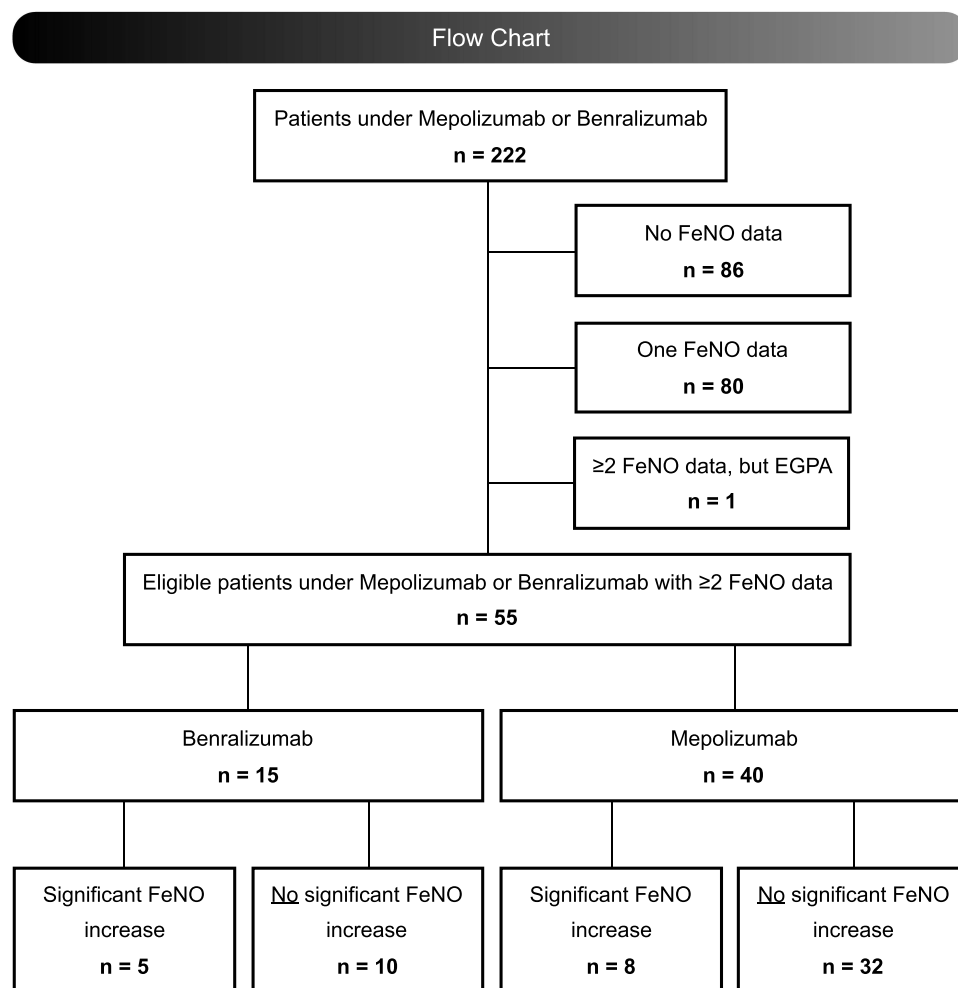 Flow Chart
Patients under Mepolizumab or Benralizumab
n = 222
No FeNO data
n = 86
One FeNO data
n = 80
≥2 FeNO data, but EGPA
n = 1
Eligible patients under Mepolizumab or Benralizumab with ≥2 FeNO data
n = 55
Benralizumab
n = 15
Mepolizumab
n = 40
Significant FeNO
increase
n = 5
No significant FeNO
increase
n = 10
Significant FeNO
increase
n = 8
No significant FeNO
increase
n = 32